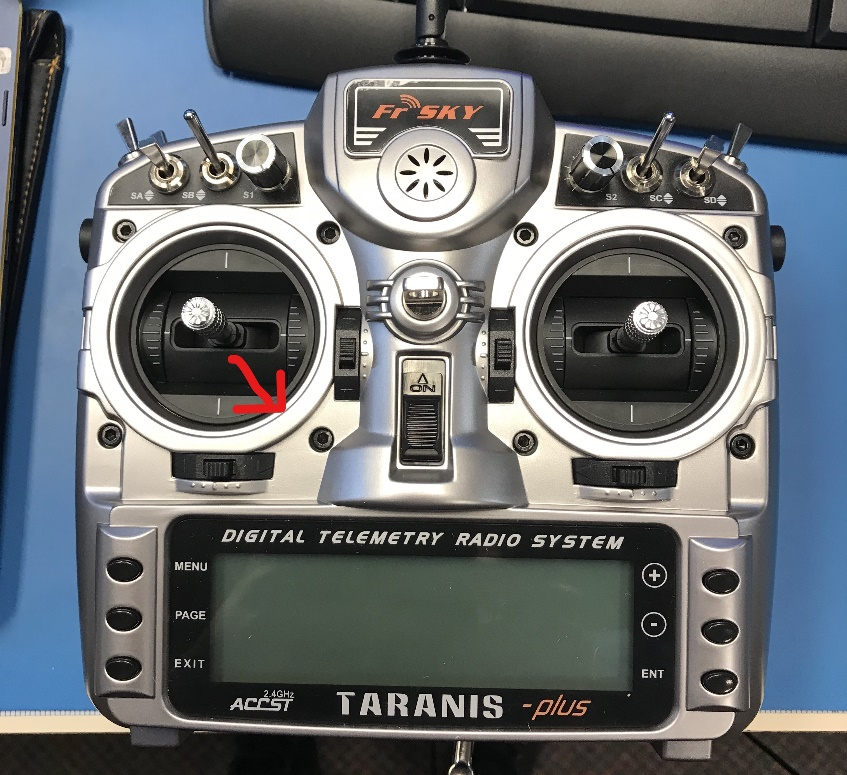 FrSKY
SA
SB
S1
S2
SC
SD
ON
DIGITAL TELEMETRY RADIO SYSTEM
MENU
PAGE
EXIT
+
-
ENT
2.4GHz
ACCST
TARANIS -plus